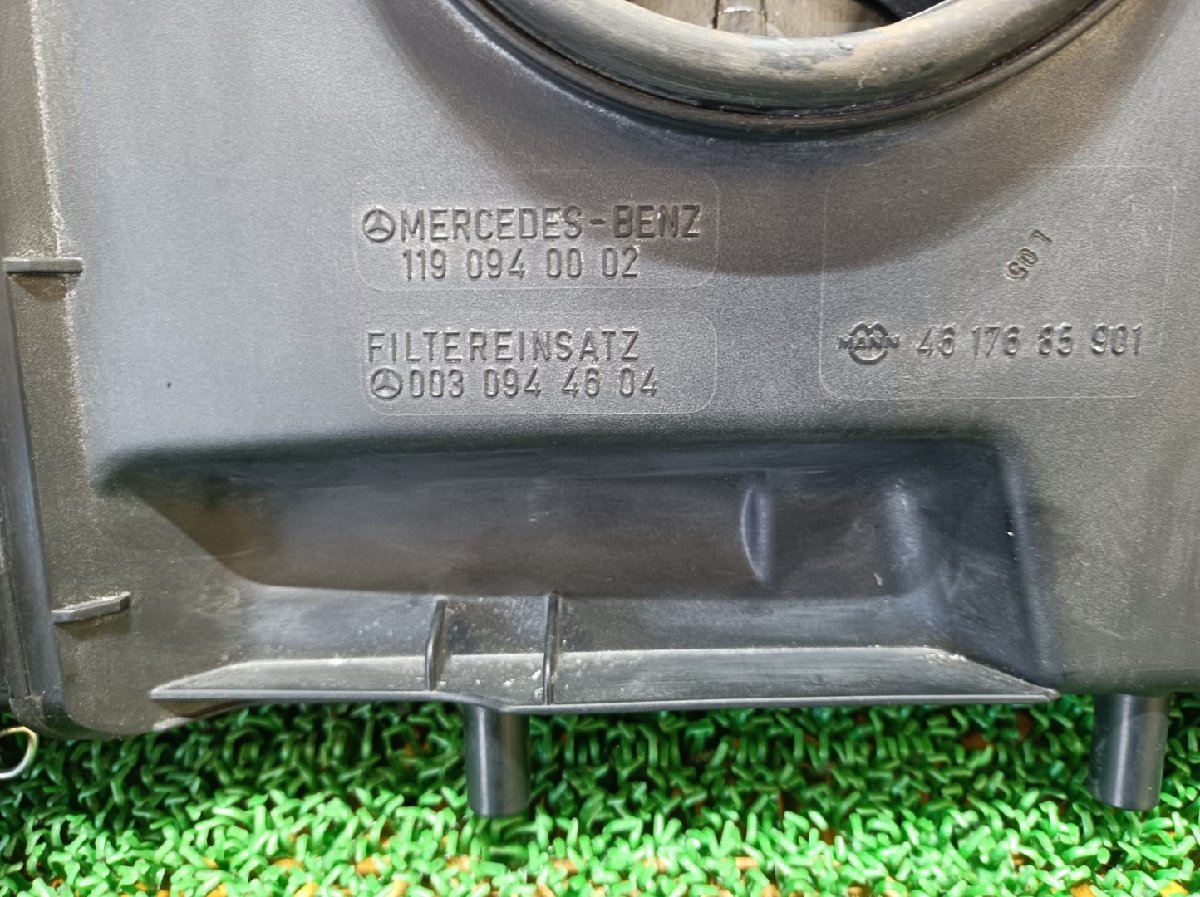 MERCEDES-BENZ
119 094 00 02
FILTEREINSATZ
003 094 46 04
MANN 46 176 85 901